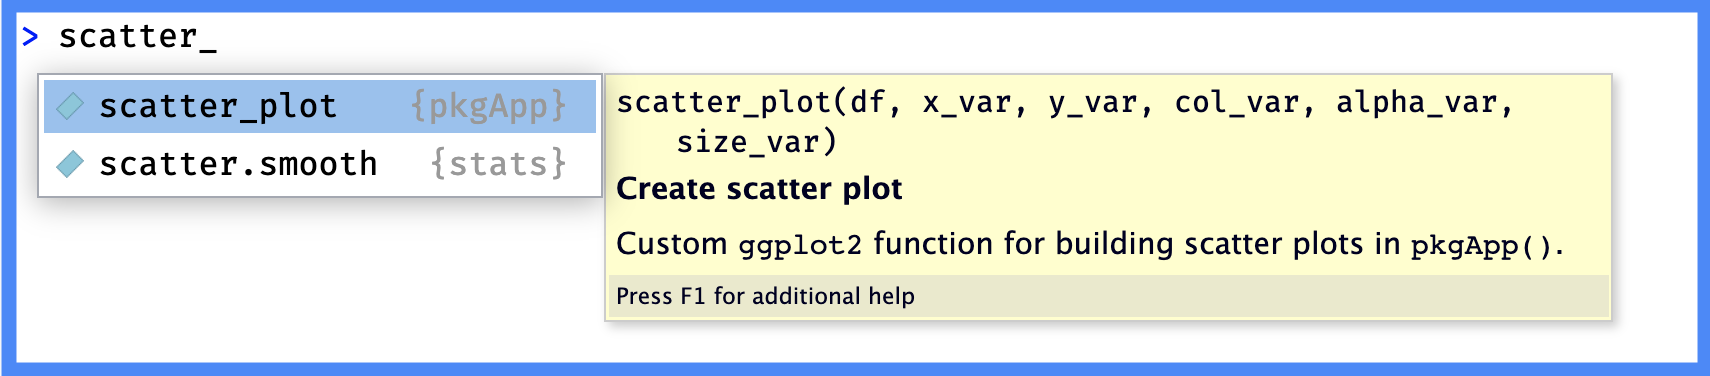 > scatter_
scatter_plot {pkgApp}
scatter.smooth {stats}
scatter_plot(df, x_var, y_var, col_var, alpha_var,
size_var)
Create scatter plot
Custom ggplot2 function for building scatter plots in pkgApp().
Press F1 for additional help